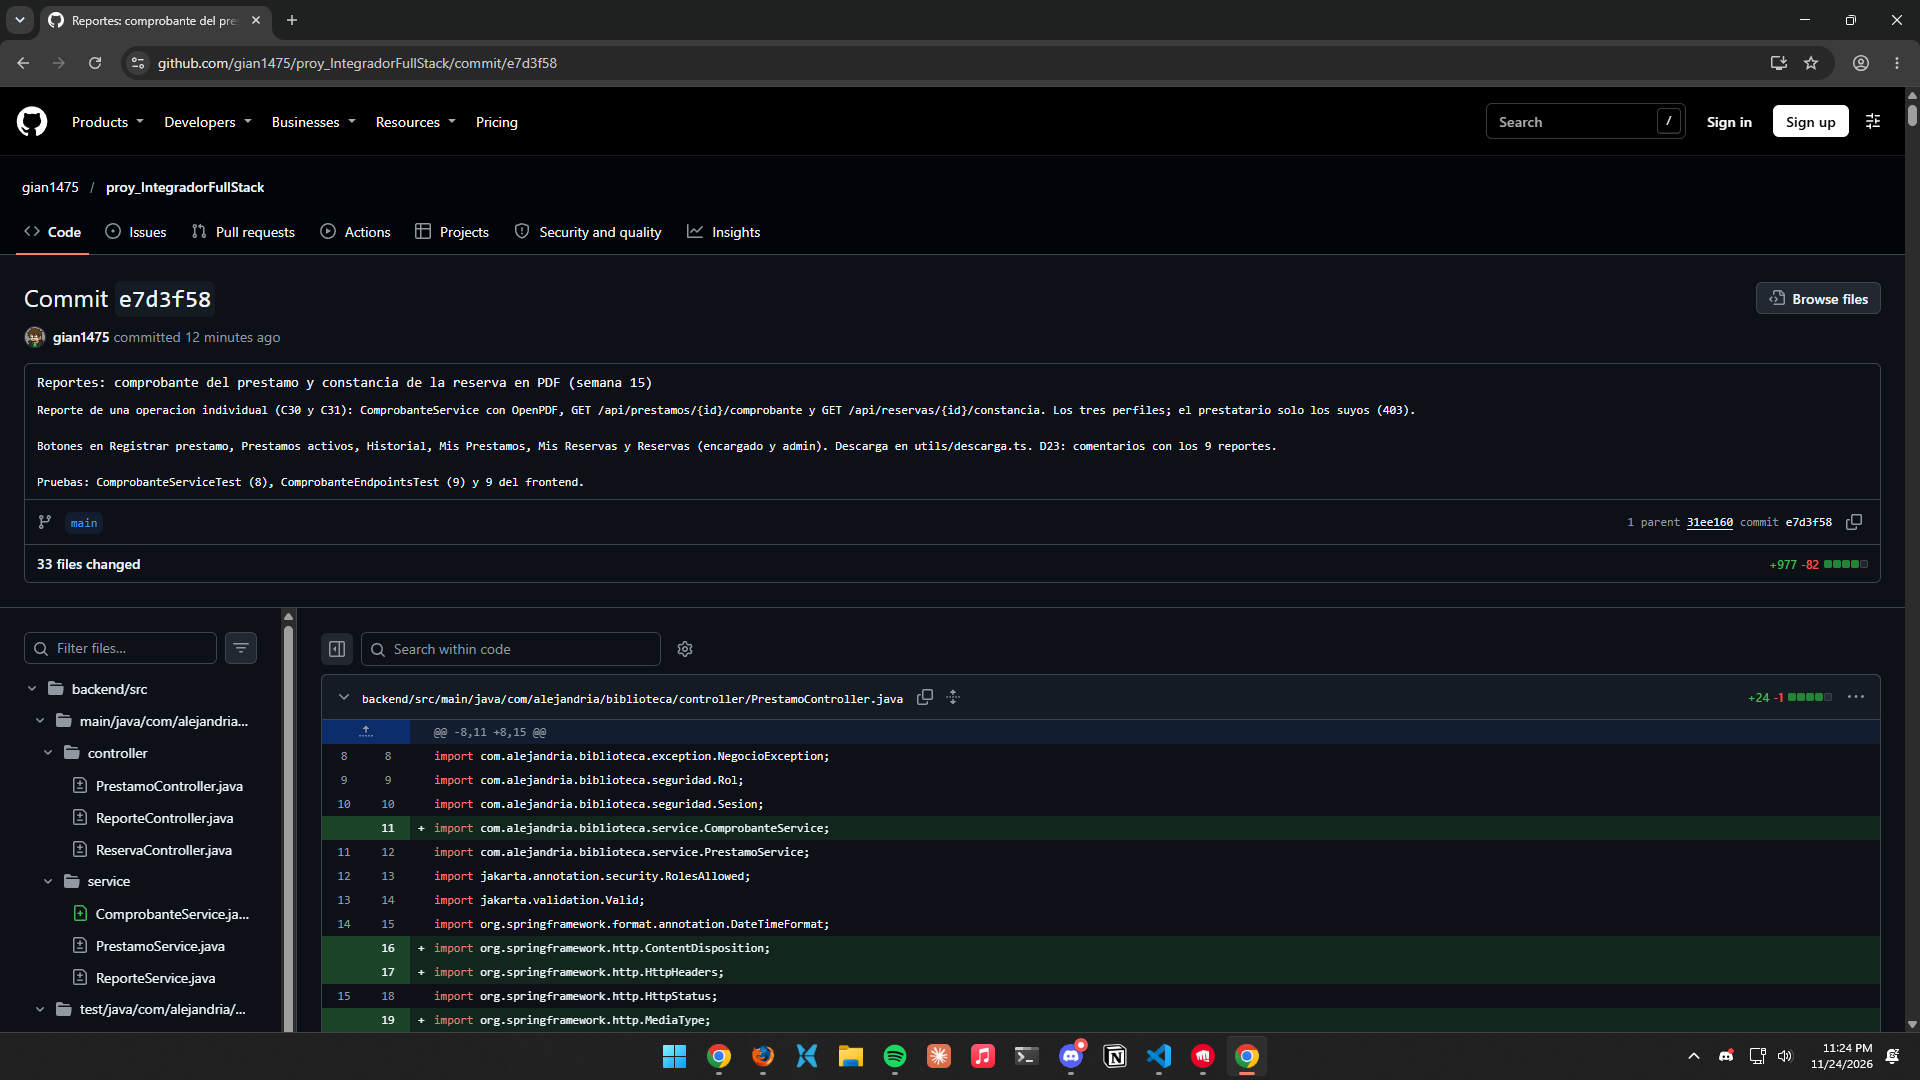 Reportes: comprobante del pre
github.com/gian1475/proy_IntegradorFullStack/commit/e7d3f58
Products
Developers
Businesses
Resources
Pricing
Search
/
Sign in
Sign up
gian1475 / proy_IntegradorFullStack
Code
Issues
Pull requests
Actions
Projects
Security and quality
Insights
Commit e7d3f58
Browse files
gian1475 committed 12 minutes ago
Reportes: comprobante del prestamo y constancia de la reserva en PDF (semana 15)
Reporte de una operacion individual (C30 y C31): ComprobanteService con OpenPDF, GET /api/prestamos/{id}/comprobante y GET /api/reservas/{id}/constancia. Los tres perfiles; el prestatario solo los suyos (403).
Botones en Registrar prestamo, Prestamos activos, Historial, Mis Prestamos, Mis Reservas y Reservas (encargado y admin). Descarga en utils/descarga.ts. D23: comentarios con los 9 reportes.
Pruebas: ComprobanteServiceTest (8), ComprobanteEndpointsTest (9) y 9 del frontend.
main
1 parent 31ee160 commit e7d3f58
33 files changed
+977 -82
Filter files...
backend/src
main/java/com/alejandria...
controller
PrestamoController.java
ReporteController.java
ReservaController.java
service
ComprobanteService.ja...
PrestamoService.java
ReporteService.java
test/java/com/alejandria/...
Search within code
backend/src/main/java/com/alejandria/biblioteca/controller/PrestamoController.java
+24 -1
@@ -8,11 +8,15 @@
8 8 import com.alejandria.biblioteca.exception.NegocioException;
9 9 import com.alejandria.biblioteca.seguridad.Rol;
10 10 import com.alejandria.biblioteca.seguridad.Sesion;
11 + import com.alejandria.biblioteca.service.ComprobanteService;
11 12 import com.alejandria.biblioteca.service.PrestamoService;
12 13 import jakarta.annotation.security.RolesAllowed;
13 14 import jakarta.validation.Valid;
14 15 import org.springframework.format.annotation.DateTimeFormat;
16 + import org.springframework.http.ContentDisposition;
17 + import org.springframework.http.HttpHeaders;
15 18 import org.springframework.http.HttpStatus;
19 + import org.springframework.http.MediaType;
11:24 PM
11/24/2026